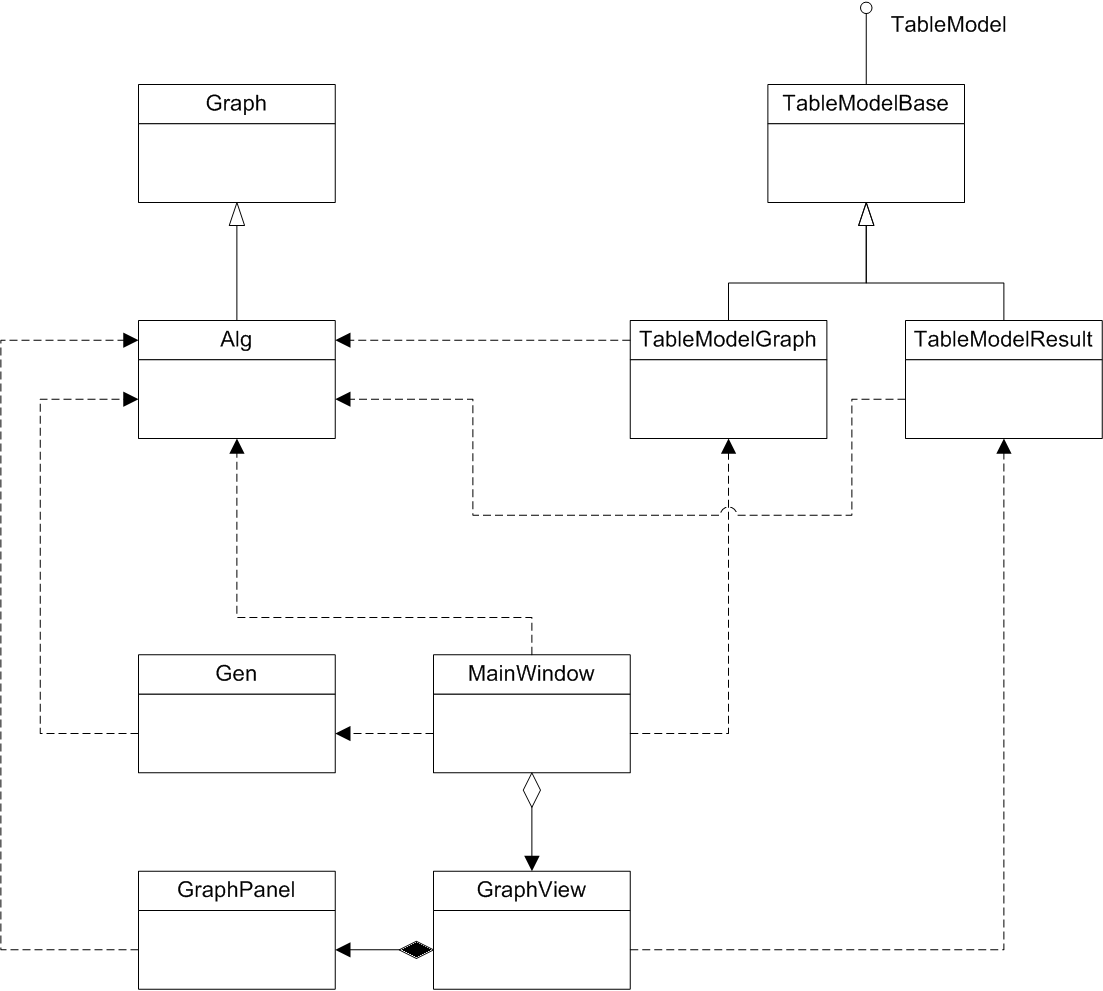 TableModel
Graph
TableModelBase
Alg
TableModelGraph
TableModelResult
Gen
MainWindow
GraphPanel
GraphView